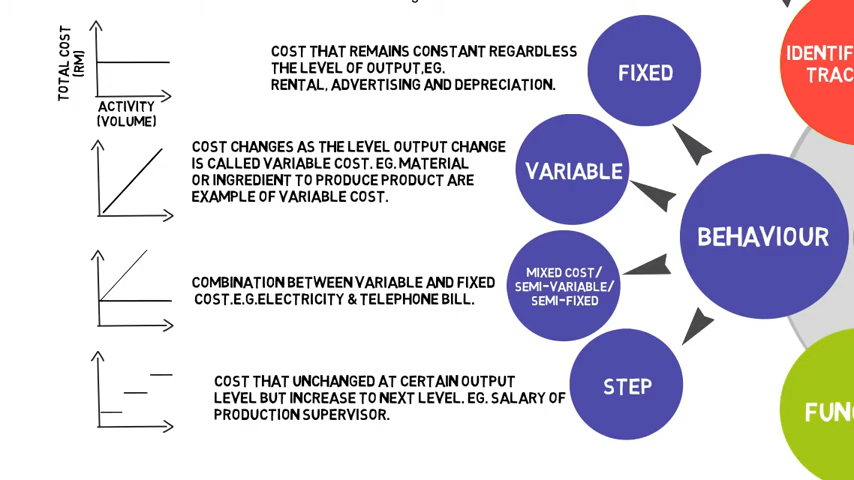 TOTAL COST
(RM)
ACTIVITY
(VOLUME)
COST THAT REMAINS CONSTANT REGARDLESS
THE LEVEL OF OUTPUT,EG.
RENTAL, ADVERTISING AND DEPRECIATION.
FIXED
COST CHANGES AS THE LEVEL OUTPUT CHANGE
IS CALLED VARIABLE COST. EG. MATERIAL
OR INGREDIENT TO PRODUCE PRODUCT ARE
EXAMPLE OF VARIABLE COST.
VARIABLE
COMBINATION BETWEEN VARIABLE AND FIXED
COST.E.G.ELECTRICITY & TELEPHONE BILL.
MIXED COST/
SEMI-VARIABLE/
SEMI-FIXED
COST THAT UNCHANGED AT CERTAIN OUTPUT
LEVEL BUT INCREASE TO NEXT LEVEL. EG. SALARY OF
PRODUCTION SUPERVISOR.
STEP
BEHAVIOUR
IDENTIF
TRAC
FUNC